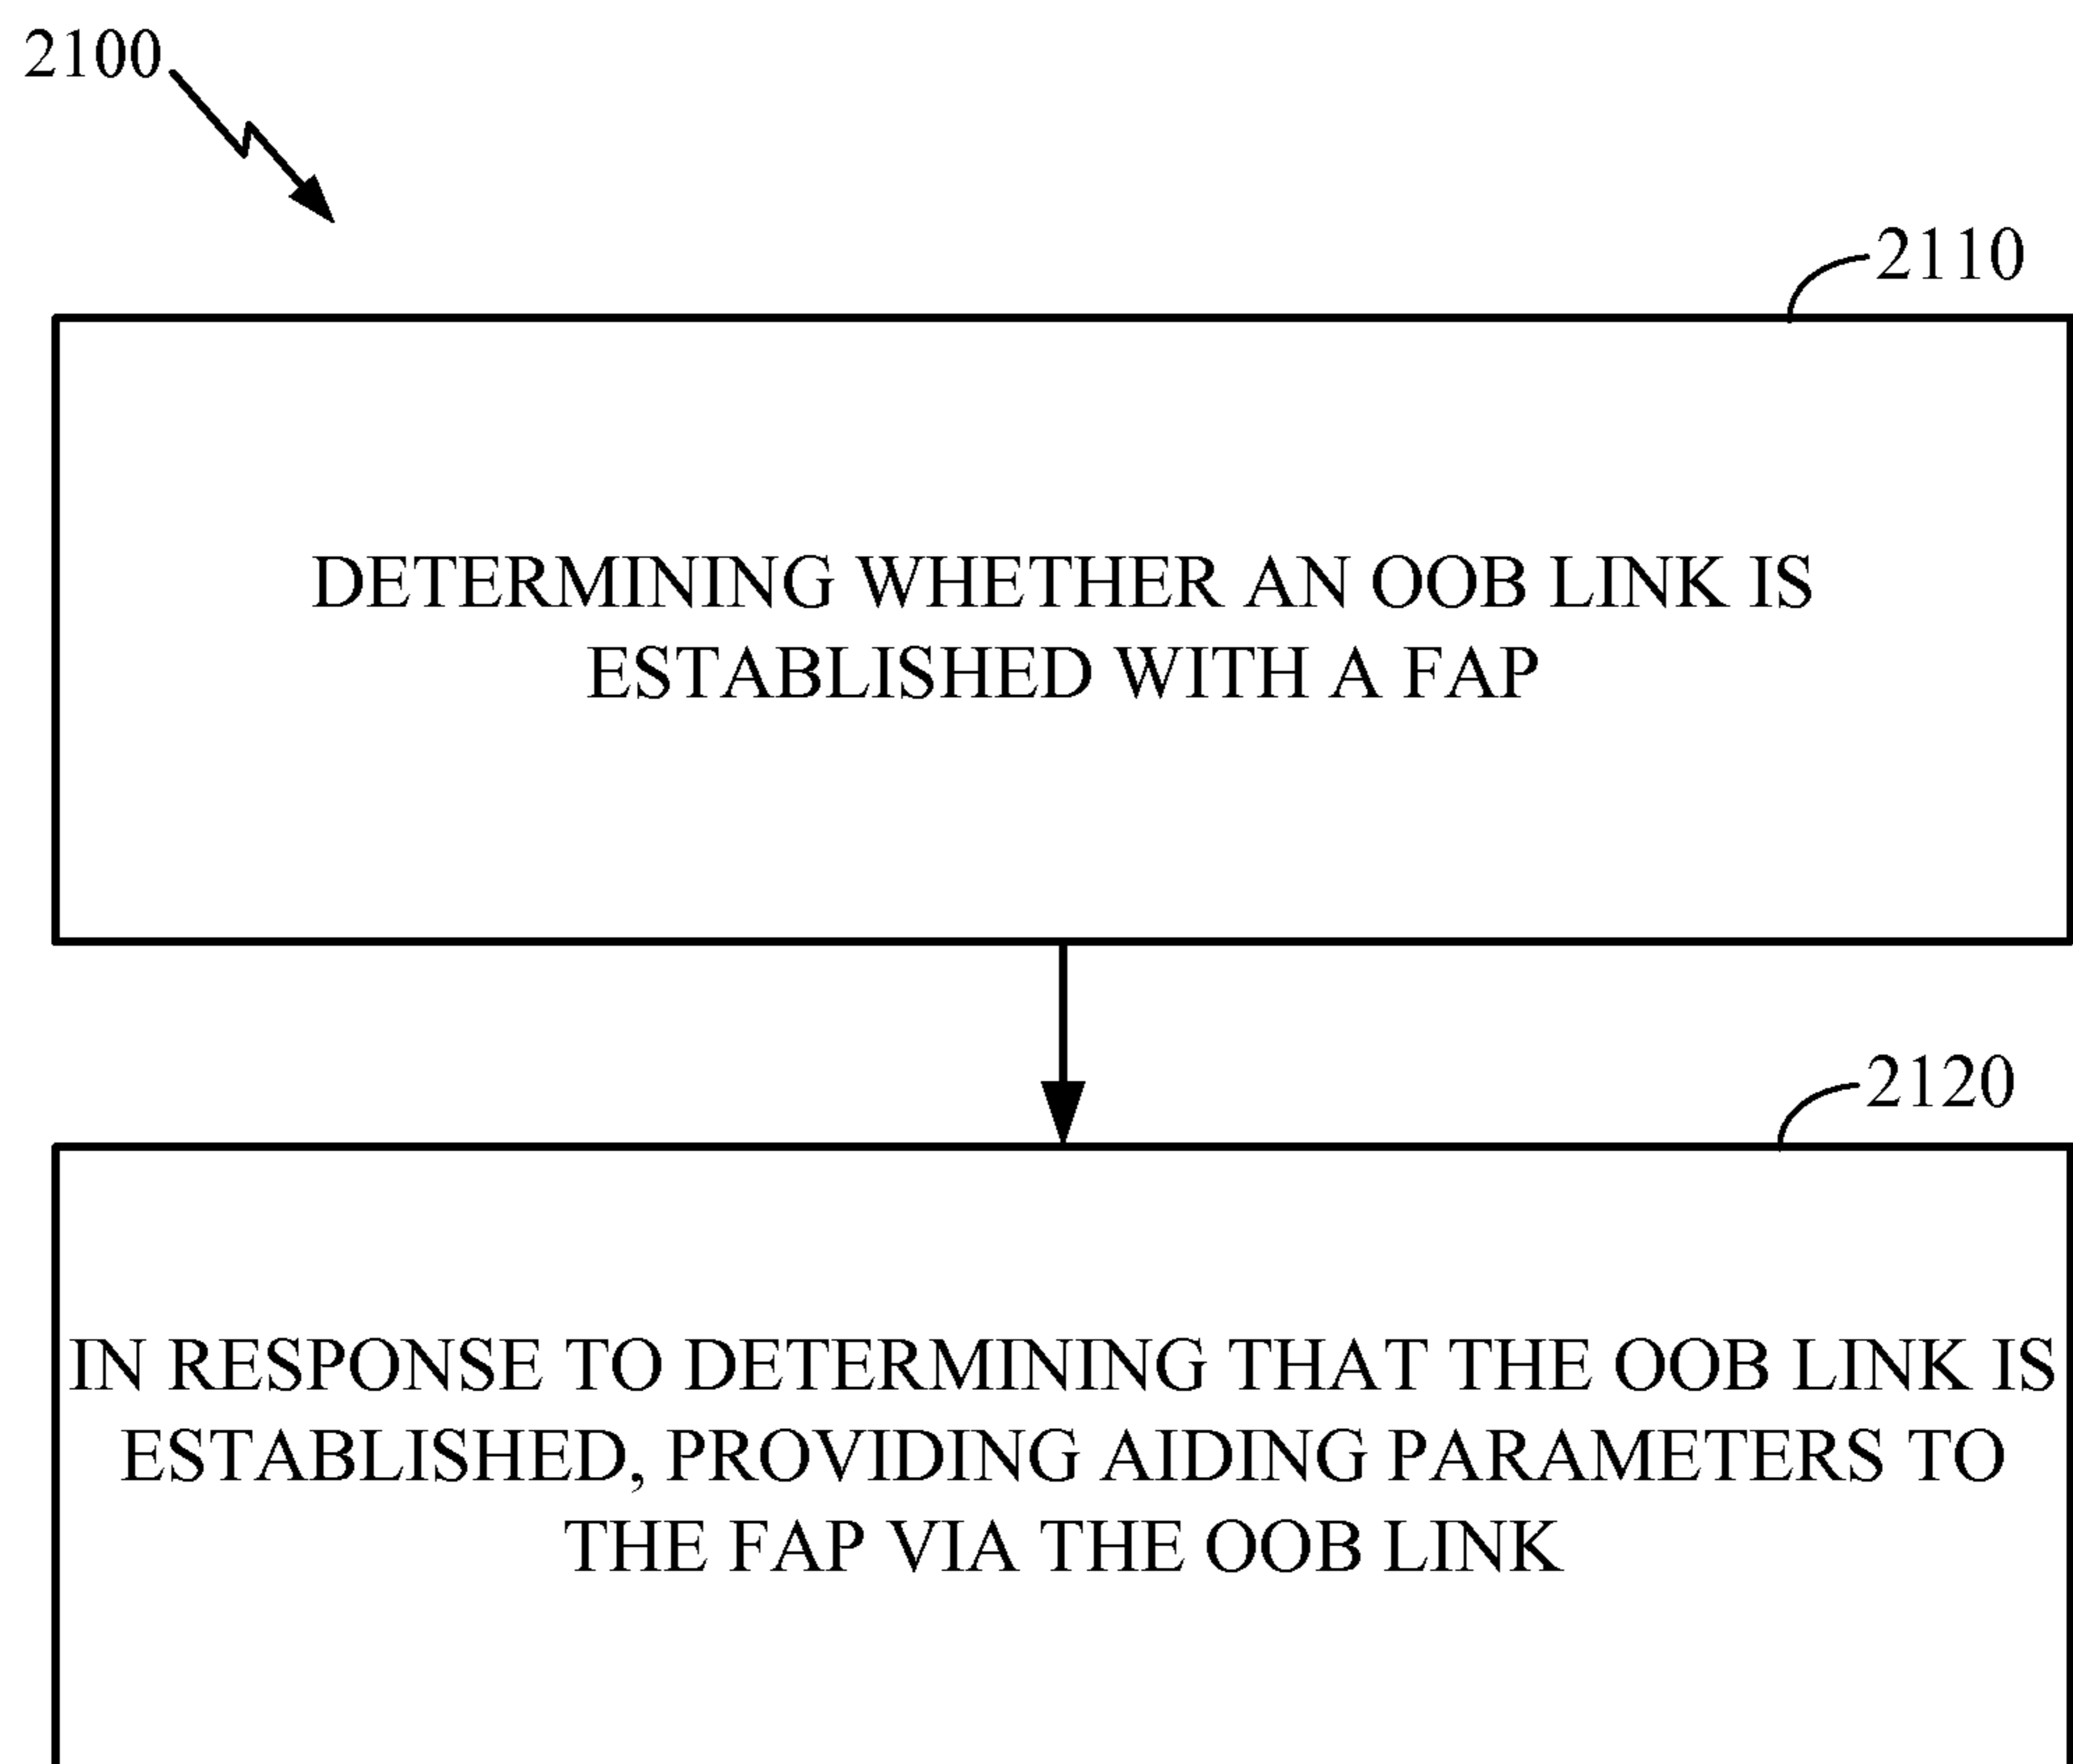 2100
2110
DETERMINING WHETHER AN OOB LINK IS
ESTABLISHED WITH A FAP
2120
IN RESPONSE TO DETERMINING THAT THE OOB LINK IS
ESTABLISHED, PROVIDING AIDING PARAMETERS TO
THE FAP VIA THE OOB LINK